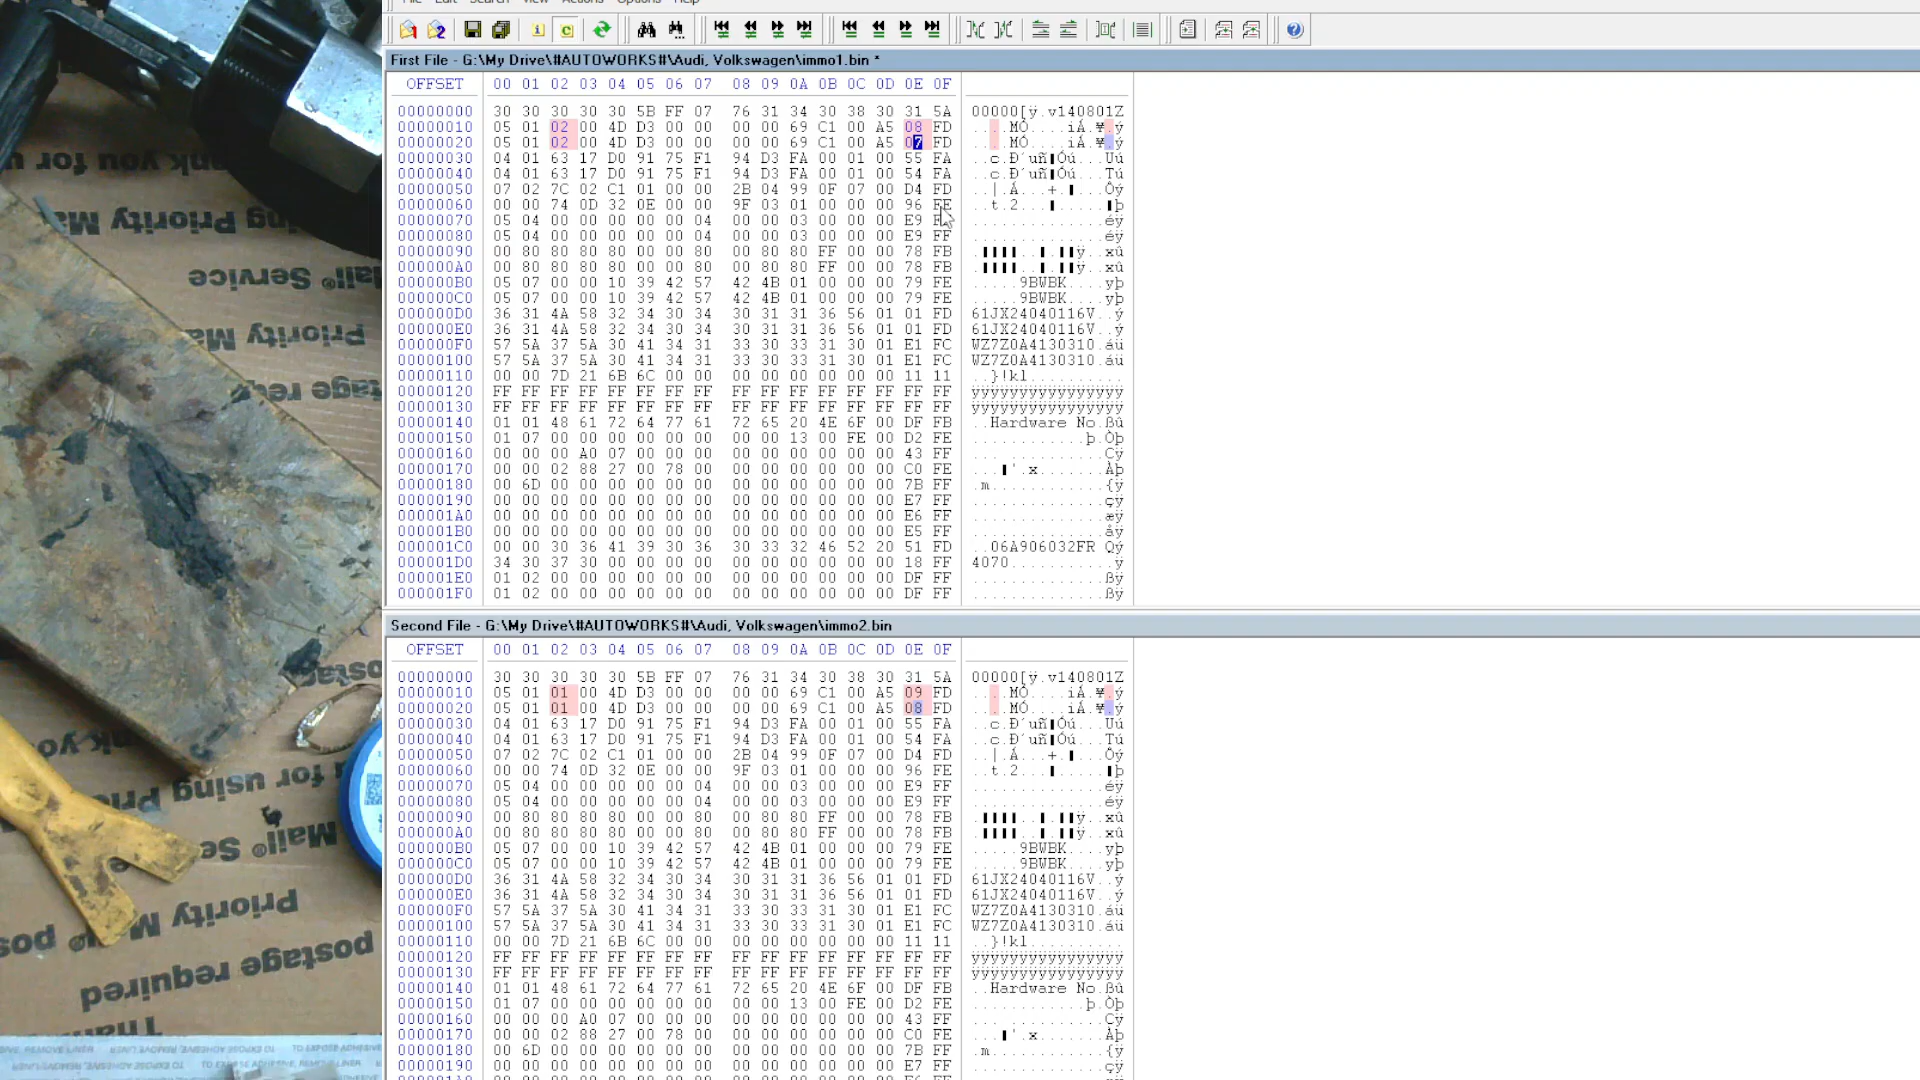 First File - G:\My Drive\#AUTOWORKS#\Audi, Volkswagen\immo1.bin *
OFFSET 00 01 02 03 04 05 06 07 08 09 0A 0B 0C 0D 0E 0F
00000000 30 30 30 30 30 5B FF 07 76 31 34 30 38 30 31 5A 00000[ÿ.v140801Z
00000010 05 01 02 00 4D D3 00 00 00 00 69 C1 00 A5 08 FD ....MÓ....iÁ.¥.ý
00000020 05 01 02 00 4D D3 00 00 00 00 69 C1 00 A5 07 FD ....MÓ....iÁ.¥.ý
00000030 04 01 63 17 D0 91 75 F1 94 D3 FA 00 01 00 55 FA
00000040 04 01 63 17 D0 91 75 F1 94 D3 FA 00 01 00 54 FA
00000050 07 02 7C 02 C1 01 00 00 2B 04 99 0F 07 00 D4 FD
00000060 00 00 74 0D 32 0E 00 00 9F 03 01 00 00 00 96 FE
00000070 05 04 00 00 00 00 00 04 00 00 03 00 00 00 E9
00000080 05 04 00 00 00 00 00 04 00 00 03 00 00 00 E9 FF
00000090 00 80 80 80 80 00 00 80 00 80 80 FF 00 00 78 FB
000000A0 00 80 80 80 80 00 00 80 00 80 80 FF 00 00 78 FB
000000B0 05 07 00 00 10 39 42 57 42 4B 01 00 00 00 79 FE .....9BWBK....yþ
000000C0 05 07 00 00 10 39 42 57 42 4B 01 00 00 00 79 FE .....9BWBK....yþ
000000D0 36 31 4A 58 32 34 30 34 30 31 31 36 56 01 01 FD 61JX24040116V..ý
000000E0 36 31 4A 58 32 34 30 34 30 31 31 36 56 01 01 FD 61JX24040116V..ý
000000F0 57 5A 37 5A 30 41 34 31 33 30 33 31 30 01 E1 FC WZ7Z0A4130310.áü
00000100 57 5A 37 5A 30 41 34 31 33 30 33 31 30 01 E1 FC WZ7Z0A4130310.áü
00000110 00 00 7D 21 6B 6C 00 00 00 00 00 00 00 00 11 11 ..}!kl..........
00000120 FF FF FF FF FF FF FF FF FF FF FF FF FF FF FF FF ÿÿÿÿÿÿÿÿÿÿÿÿÿÿÿÿ
00000130 FF FF FF FF FF FF FF FF FF FF FF FF FF FF FF FF ÿÿÿÿÿÿÿÿÿÿÿÿÿÿÿÿ
00000140 01 01 48 61 72 64 77 61 72 65 20 4E 6F 00 DF FB ..Hardware No.ßû
00000150 01 07 00 00 00 00 00 00 00 00 13 00 FE 00 D2 FE ............þ.Òþ
00000160 00 00 00 A0 07 00 00 00 00 00 00 00 00 00 43 FF
00000170 00 00 02 88 27 00 78 00 00 00 00 00 00 00 C0 FE
00000180 00 6D 00 00 00 00 00 00 00 00 00 00 00 00 7B FF .m............{ÿ
00000190 00 00 00 00 00 00 00 00 00 00 00 00 00 00 E7 FF ..............çÿ
000001A0 00 00 00 00 00 00 00 00 00 00 00 00 00 00 E6 FF ..............æÿ
000001B0 00 00 00 00 00 00 00 00 00 00 00 00 00 00 E5 FF ..............åÿ
000001C0 00 00 30 36 41 39 30 36 30 33 32 46 52 20 51 FD ..06A906032FR Qý
000001D0 34 30 37 30 00 00 00 00 00 00 00 00 00 00 18 FF 4070...........ÿ
000001E0 01 02 00 00 00 00 00 00 00 00 00 00 00 00 DF FF ..............ßÿ
000001F0 01 02 00 00 00 00 00 00 00 00 00 00 00 00 DF FF ..............ßÿ
Second File - G:\My Drive\#AUTOWORKS#\Audi, Volkswagen\immo2.bin
OFFSET 00 01 02 03 04 05 06 07 08 09 0A 0B 0C 0D 0E 0F
00000000 30 30 30 30 30 5B FF 07 76 31 34 30 38 30 31 5A 00000[ÿ.v140801Z
00000010 05 01 01 00 4D D3 00 00 00 00 69 C1 00 A5 09 FD ....MÓ....iÁ.¥.ý
00000020 05 01 01 00 4D D3 00 00 00 00 69 C1 00 A5 08 FD ....MÓ....iÁ.¥.ý
00000030 04 01 63 17 D0 91 75 F1 94 D3 FA 00 01 00 55 FA
00000040 04 01 63 17 D0 91 75 F1 94 D3 FA 00 01 00 54 FA
00000050 07 02 7C 02 C1 01 00 00 2B 04 99 0F 07 00 D4 FD
00000060 00 00 74 0D 32 0E 00 00 9F 03 01 00 00 00 96 FE
00000070 05 04 00 00 00 00 00 04 00 00 03 00 00 00 E9 FF
00000080 05 04 00 00 00 00 00 04 00 00 03 00 00 00 E9 FF
00000090 00 80 80 80 80 00 00 80 00 80 80 FF 00 00 78 FB
000000A0 00 80 80 80 80 00 00 80 00 80 80 FF 00 00 78 FB
000000B0 05 07 00 00 10 39 42 57 42 4B 01 00 00 00 79 FE .....9BWBK....yþ
000000C0 05 07 00 00 10 39 42 57 42 4B 01 00 00 00 79 FE .....9BWBK....yþ
000000D0 36 31 4A 58 32 34 30 34 30 31 31 36 56 01 01 FD 61JX24040116V..ý
000000E0 36 31 4A 58 32 34 30 34 30 31 31 36 56 01 01 FD 61JX24040116V..ý
000000F0 57 5A 37 5A 30 41 34 31 33 30 33 31 30 01 E1 FC WZ7Z0A4130310.áü
00000100 57 5A 37 5A 30 41 34 31 33 30 33 31 30 01 E1 FC WZ7Z0A4130310.áü
00000110 00 00 7D 21 6B 6C 00 00 00 00 00 00 00 00 11 11 ..}!kl..........
00000120 FF FF FF FF FF FF FF FF FF FF FF FF FF FF FF FF ÿÿÿÿÿÿÿÿÿÿÿÿÿÿÿÿ
00000130 FF FF FF FF FF FF FF FF FF FF FF FF FF FF FF FF ÿÿÿÿÿÿÿÿÿÿÿÿÿÿÿÿ
00000140 01 01 48 61 72 64 77 61 72 65 20 4E 6F 00 DF FB ..Hardware No.ßû
00000150 01 07 00 00 00 00 00 00 00 00 13 00 FE 00 D2 FE ............þ.Òþ
00000160 00 00 00 A0 07 00 00 00 00 00 00 00 00 00 43 FF
00000170 00 00 02 88 27 00 78 00 00 00 00 00 00 00 C0 FE
00000180 00 6D 00 00 00 00 00 00 00 00 00 00 00 00 7B FF .m............{ÿ
00000190 00 00 00 00 00 00 00 00 00 00 00 00 00 00 E7 FF ..............çÿ
Thank you for using
Priority Mail
Mail® Service
Priority Ma
postage required
for using Pri
Mail® Se
Priority M
postage required